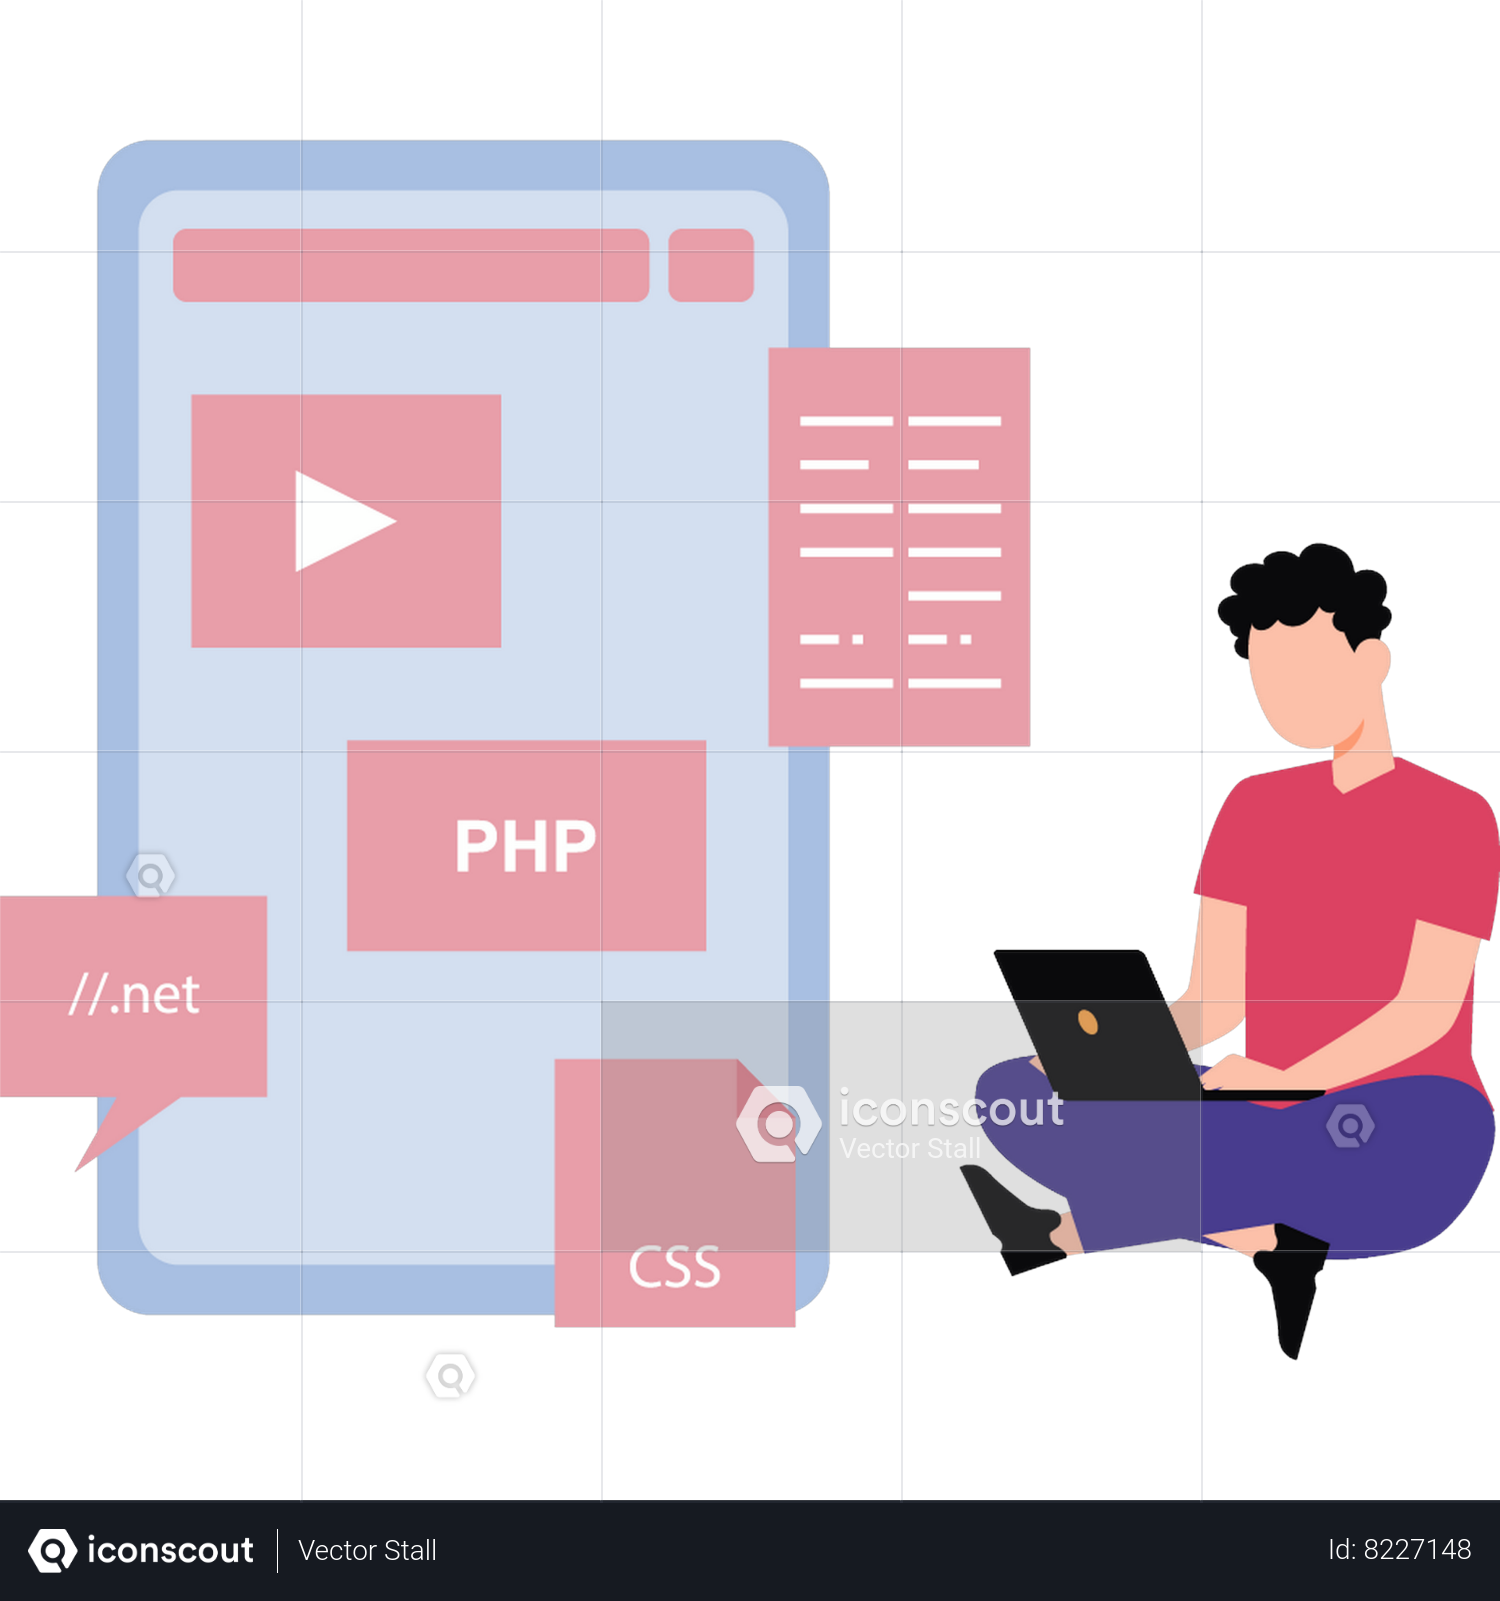 PHP
//.net
iconscout
Vector Stall
CSS
iconscout
Vector Stall
Id: 8227148